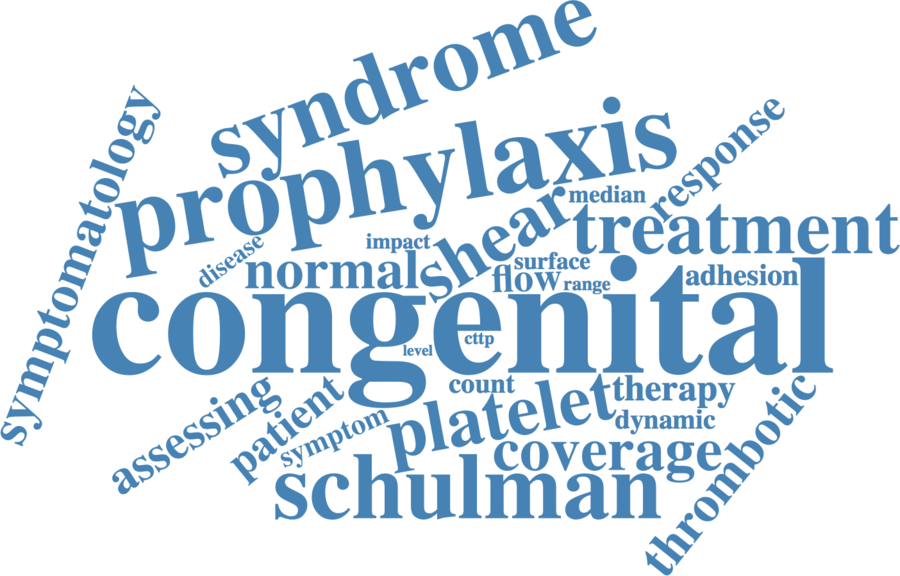 syndrome
symptomatology
prophylaxis
response
median
shear
treatment
impact
disease
normal
surface
flow
range
adhesion
congenital
cttp
level
count
therapy
assessing
patient
platelet
dynamic
symptom
coverage
thrombotic
schulman